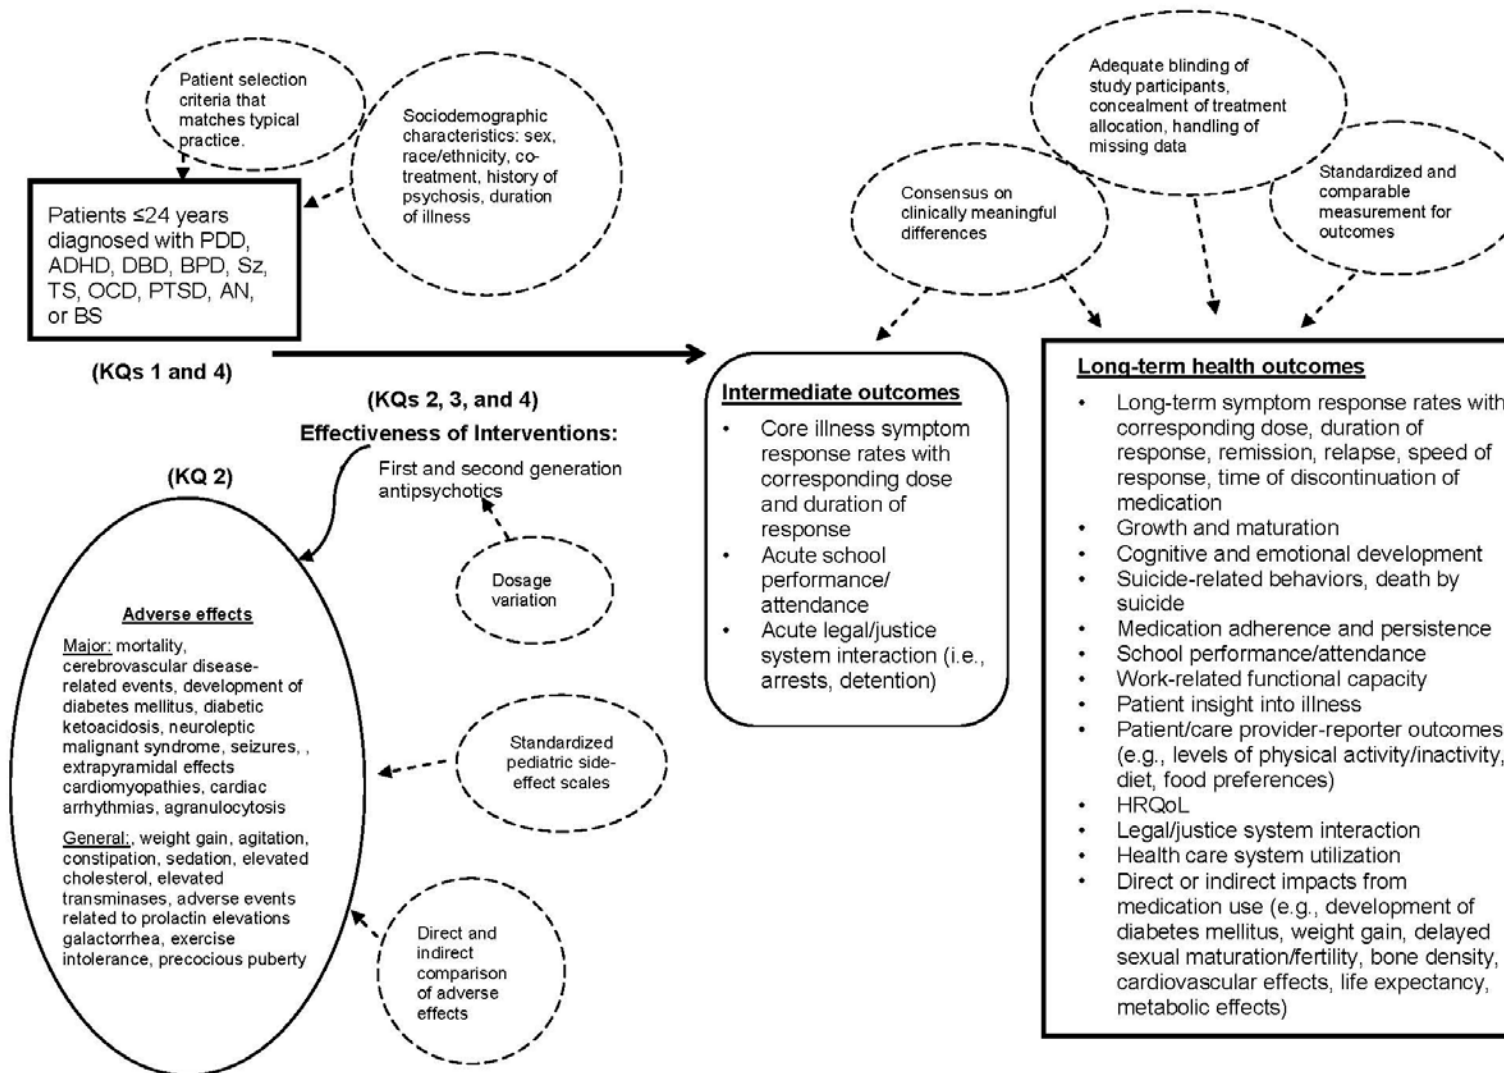 Patient selection
criteria that
matches typical
practice.
Sociodemographic
characteristics: sex,
race/ethnicity, co-
treatment, history of
psychosis, duration
of illness
Adequate blinding of
study participants,
concealment of treatment
allocation, handling of
missing data
Consensus on
clinically meaningful
differences
Standardized and
comparable
measurement for
outcomes
Patients ≤24 years
diagnosed with PDD,
ADHD, DBD, BPD, Sz,
TS, OCD, PTSD, AN,
or BS
(KQs 1 and 4)
(KQs 2, 3, and 4)
Effectiveness of Interventions:
First and second generation
antipsychotics
(KQ 2)
Dosage
variation
Adverse effects
Major: mortality,
cerebrovascular disease-
related events, development of
diabetes mellitus, diabetic
ketoacidosis, neuroleptic
malignant syndrome, seizures, ,
extrapyramidal effects
cardiomyopathies, cardiac
arrhythmias, agranulocytosis
General:, weight gain, agitation,
constipation, sedation, elevated
cholesterol, elevated
transminases, adverse events
related to prolactin elevations
galactorrhea, exercise
intolerance, precocious puberty
Standardized
pediatric side-
effect scales
Direct and
indirect
comparison
of adverse
effects
Intermediate outcomes
• Core illness symptom
response rates with
corresponding dose
and duration of
response
• Acute school
performance/
attendance
• Acute legal/justice
system interaction (i.e.,
arrests, detention)
Long-term health outcomes
• Long-term symptom response rates with
corresponding dose, duration of
response, remission, relapse, speed of
response, time of discontinuation of
medication
• Growth and maturation
• Cognitive and emotional development
• Suicide-related behaviors, death by
suicide
• Medication adherence and persistence
• School performance/attendance
• Work-related functional capacity
• Patient insight into illness
• Patient/care provider-reporter outcomes
(e.g., levels of physical activity/inactivity,
diet, food preferences)
• HRQoL
• Legal/justice system interaction
• Health care system utilization
• Direct or indirect impacts from
medication use (e.g., development of
diabetes mellitus, weight gain, delayed
sexual maturation/fertility, bone density,
cardiovascular effects, life expectancy,
metabolic effects)